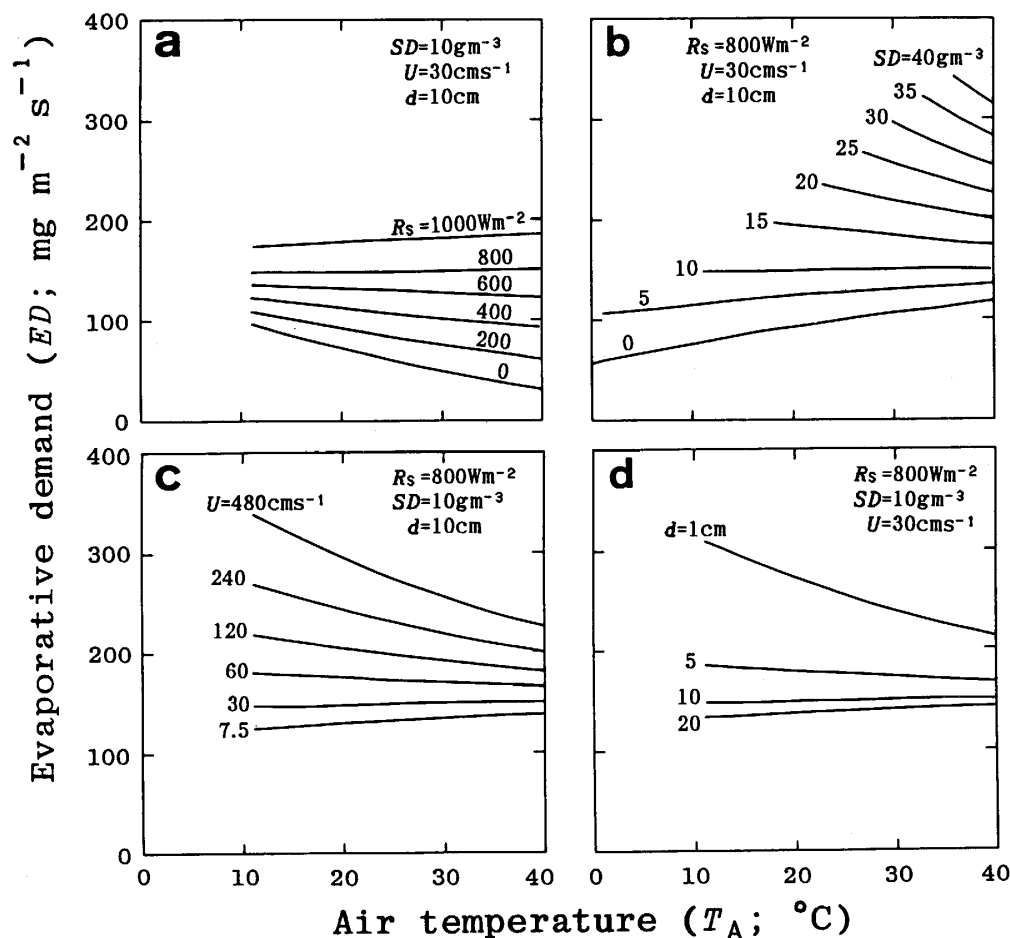 Evaporative demand (ED; mg m⁻² s⁻¹)
400
300
200
100
0
a
SD=10gm⁻³
U=30cms⁻¹
d=10cm
Rs=1000Wm⁻²
800
600
400
200
0
b
Rs=800Wm⁻²
U=30cms⁻¹
d=10cm
SD=40gm⁻³
35
30
25
20
15
10
5
0
400
300
200
100
0
c
Rs=800Wm⁻²
SD=10gm⁻³
d=10cm
U=480cms⁻¹
240
120
60
30
7.5
0 10 20 30 40
d
Rs=800Wm⁻²
SD=10gm⁻³
U=30cms⁻¹
d=1cm
5
10
20
0 10 20 30 40
Air temperature (TA; °C)